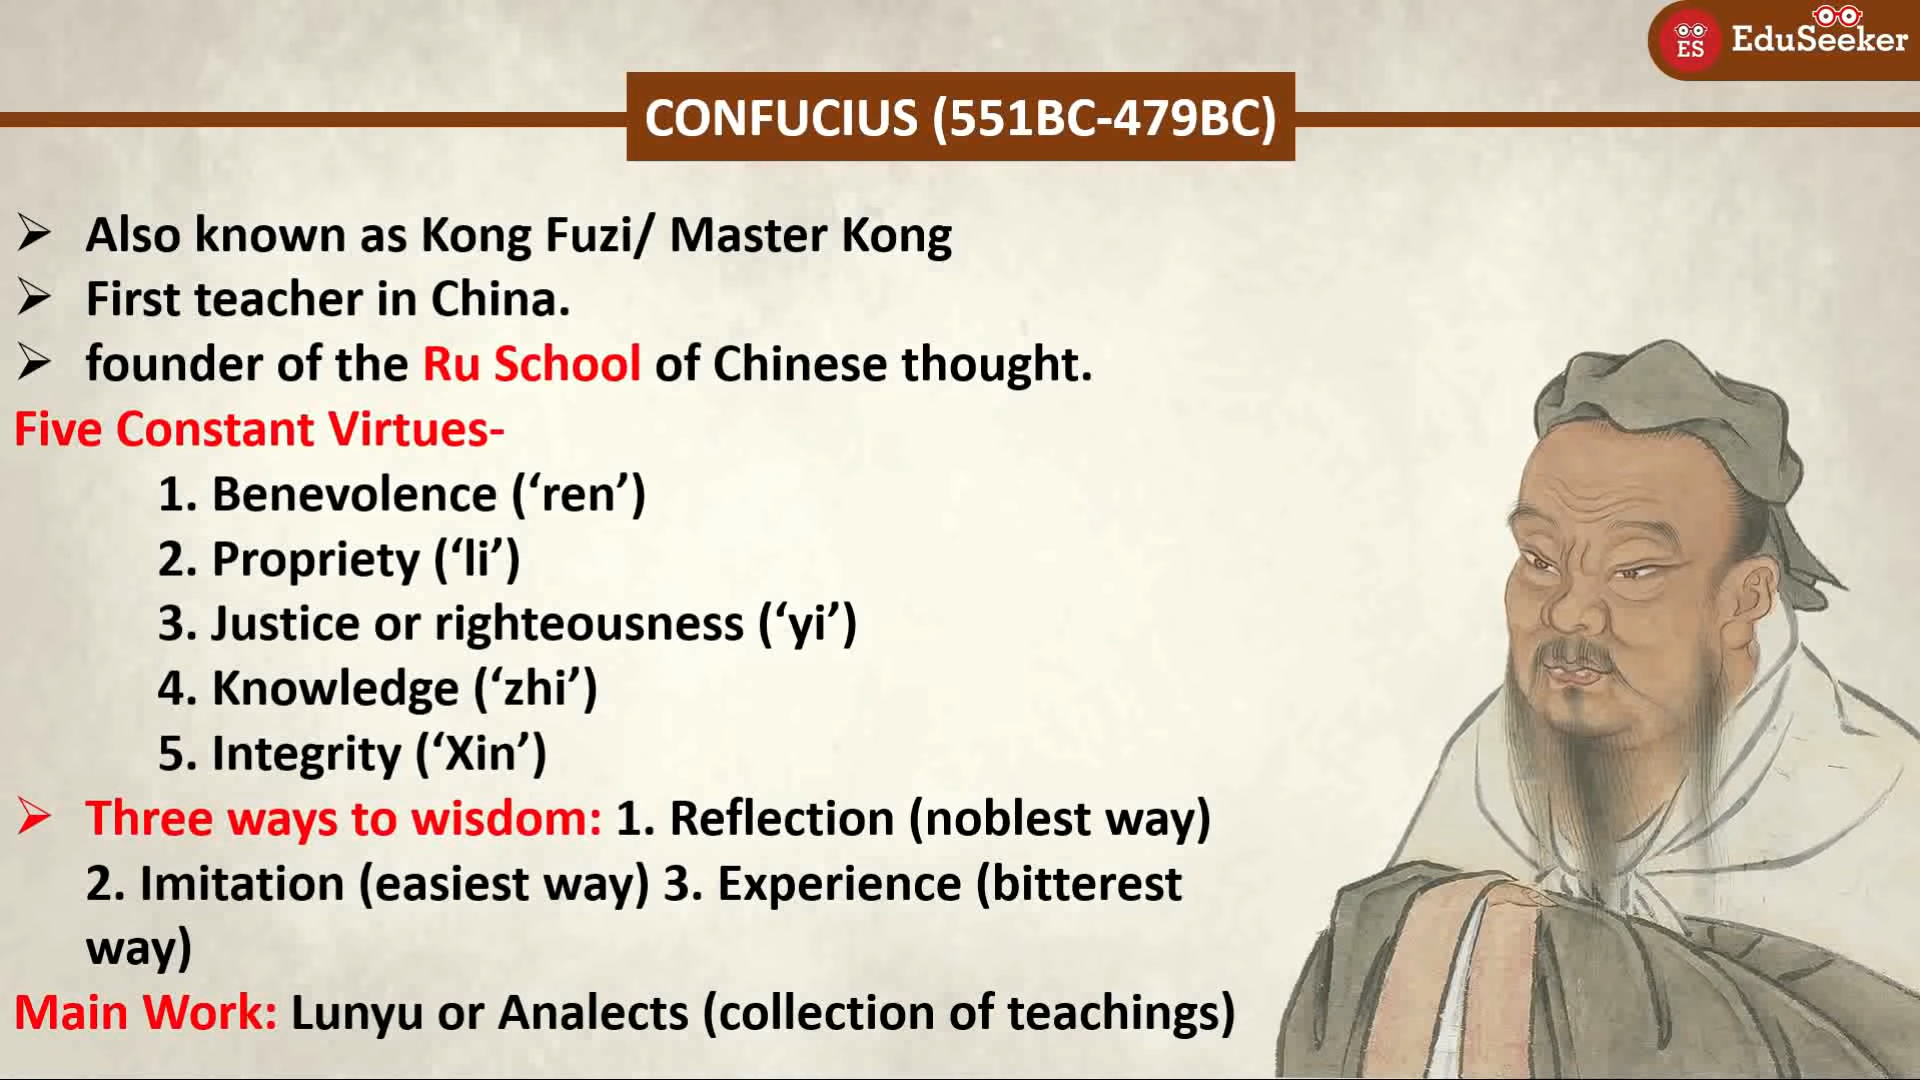 ES EduSeeker
CONFUCIUS (551BC-479BC)
➢ Also known as Kong Fuzi/ Master Kong
➢ First teacher in China.
➢ founder of the Ru School of Chinese thought.
Five Constant Virtues-
1. Benevolence (‘ren’)
2. Propriety (‘li’)
3. Justice or righteousness (‘yi’)
4. Knowledge (‘zhi’)
5. Integrity (‘Xin’)
➢ Three ways to wisdom: 1. Reflection (noblest way)
2. Imitation (easiest way) 3. Experience (bitterest
way)
Main Work: Lunyu or Analects (collection of teachings)